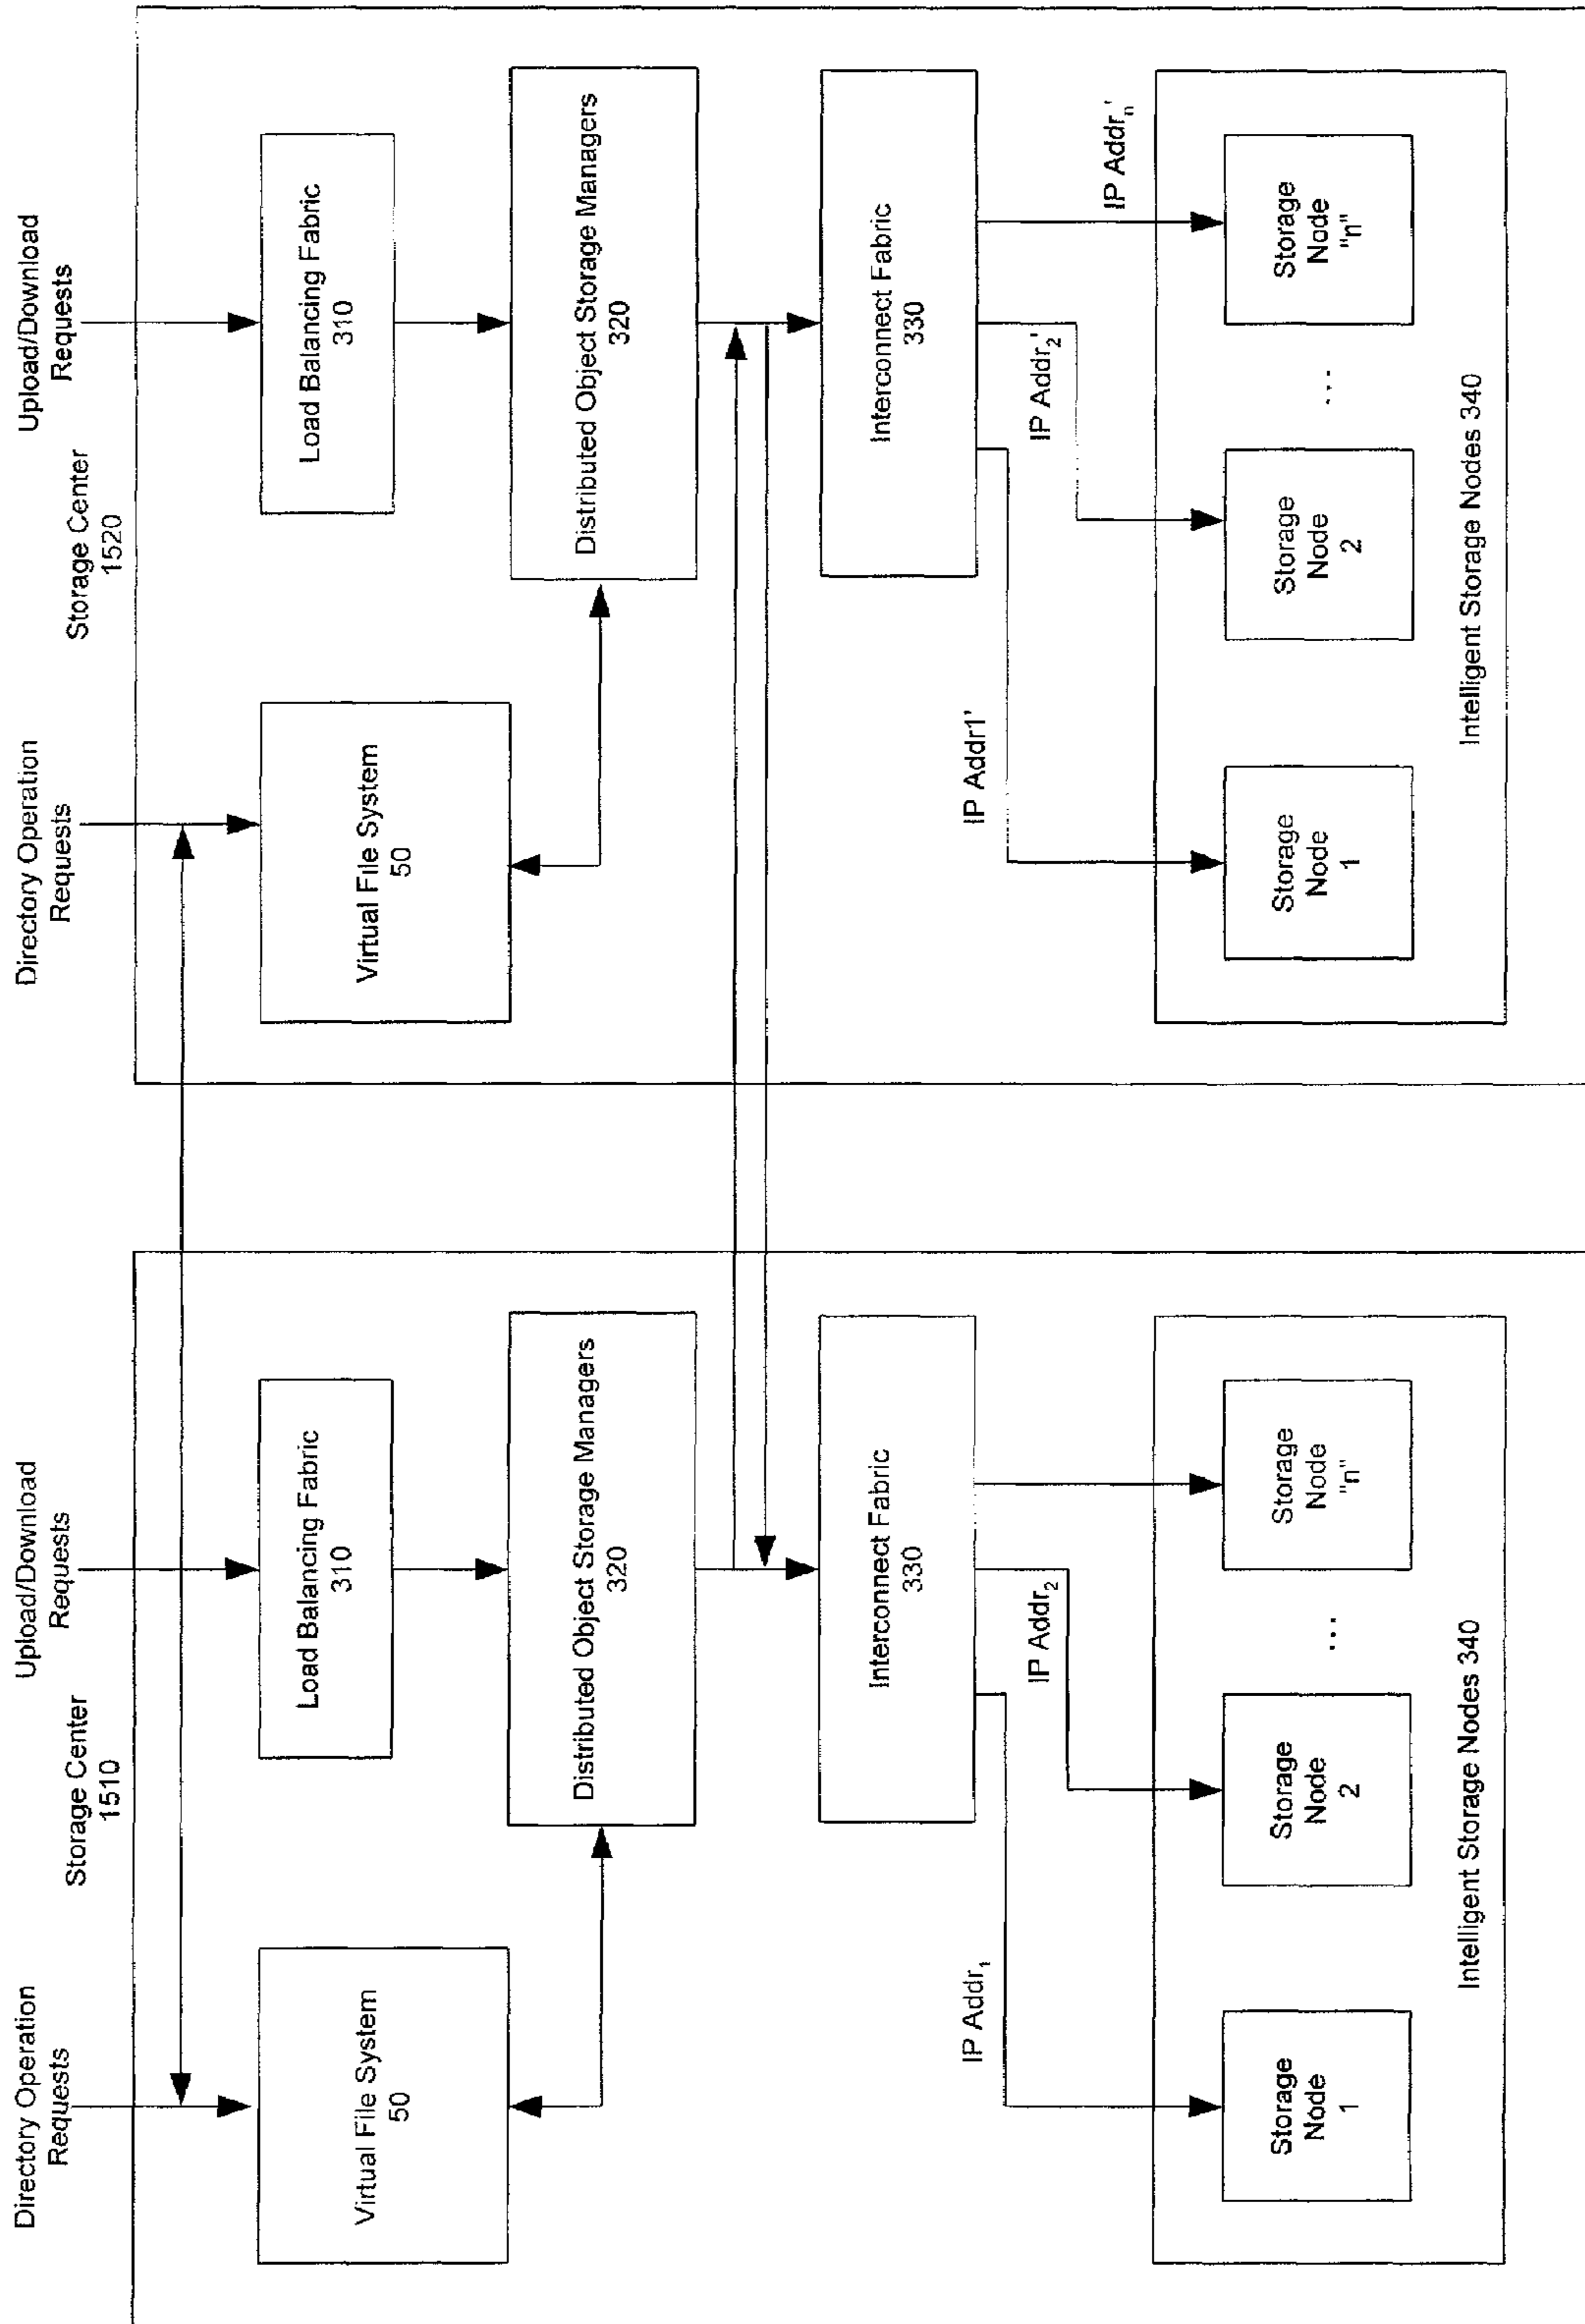 Directory Operation
Requests
Storage Center
1510
Upload/Download
Requests
Virtual File System
50
Load Balancing Fabric
310
Distributed Object Storage Managers
320
Interconnect Fabric
330
IP Addr₁
IP Addr₂
Storage
Node
1
Storage
Node
2
...
Storage
Node
"n"
Intelligent Storage Nodes 340
Directory Operation
Requests
Storage Center
1520
Upload/Download
Requests
Virtual File System
50
Load Balancing Fabric
310
Distributed Object Storage Managers
320
Interconnect Fabric
330
IP Addr1'
IP Addr₂'
IP Addrₙ'
Storage
Node
1
Storage
Node
2
...
Storage
Node
"n"
Intelligent Storage Nodes 340